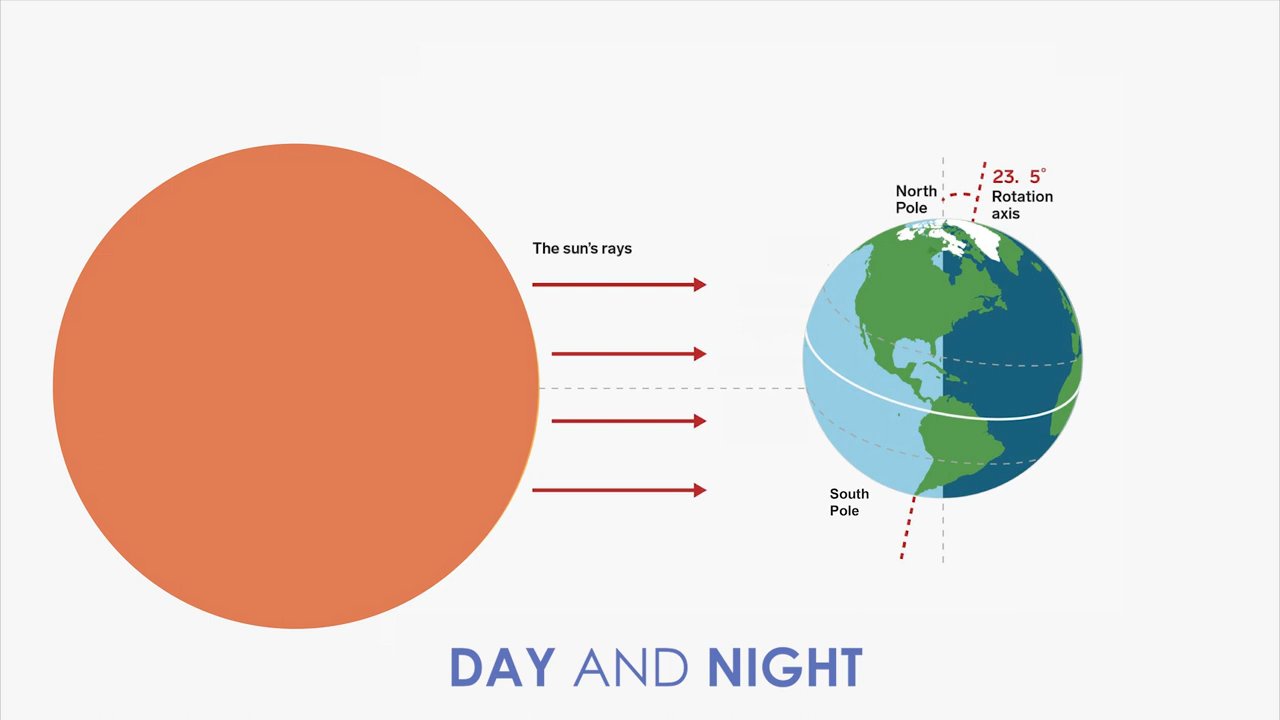 23. 5°
North
Pole
Rotation
axis
The sun's rays
South
Pole
DAY AND NIGHT